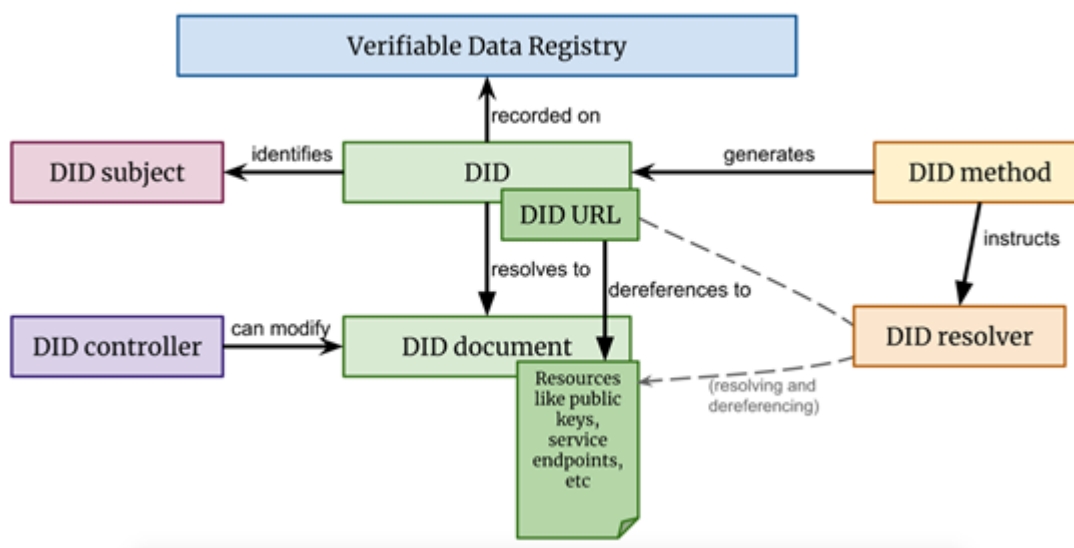 Verifiable Data Registry
recorded on
DID subject
identifies
DID
generates
DID method
DID URL
instructs
resolves to
dereferences to
DID controller
can modify
DID document
DID resolver
Resources
like public
keys,
service
endpoints,
etc
(resolving and
dereferencing)